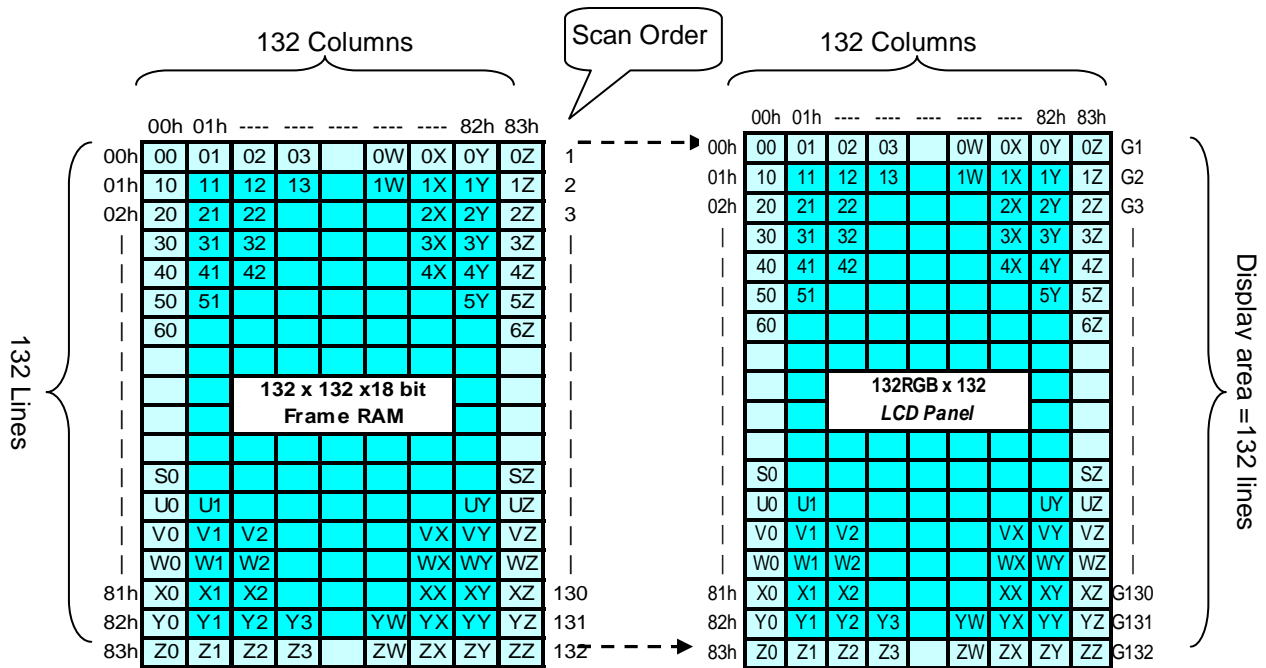 132 Columns
Scan Order
132 Columns
00h 01h ---- ---- ---- ---- ---- 82h 83h
00h 00 01 02 03 0W 0X 0Y 0Z 1
01h 10 11 12 13 1W 1X 1Y 1Z 2
02h 20 21 22 2X 2Y 2Z 3
30 31 32 3X 3Y 3Z
40 41 42 4X 4Y 4Z
50 51 5Y 5Z
60 6Z
132 x 132 x18 bit
Frame RAM
S0 SZ
U0 U1 UY UZ
V0 V1 V2 VX VY VZ
W0 W1 W2 WX WY WZ
81h X0 X1 X2 XX XY XZ 130
82h Y0 Y1 Y2 Y3 YW YX YY YZ 131
83h Z0 Z1 Z2 Z3 ZW ZX ZY ZZ 132
132 Lines
00h 01h ---- ---- ---- ---- ---- 82h 83h
00h 00 01 02 03 0W 0X 0Y 0Z G1
01h 10 11 12 13 1W 1X 1Y 1Z G2
02h 20 21 22 2X 2Y 2Z G3
30 31 32 3X 3Y 3Z
40 41 42 4X 4Y 4Z
50 51 5Y 5Z
60 6Z
132RGB x 132
LCD Panel
S0 SZ
U0 U1 UY UZ
V0 V1 V2 VX VY VZ
W0 W1 W2 WX WY WZ
81h X0 X1 X2 XX XY XZ G130
82h Y0 Y1 Y2 Y3 YW YX YY YZ G131
83h Z0 Z1 Z2 Z3 ZW ZX ZY ZZ G132
Display area =132 lines